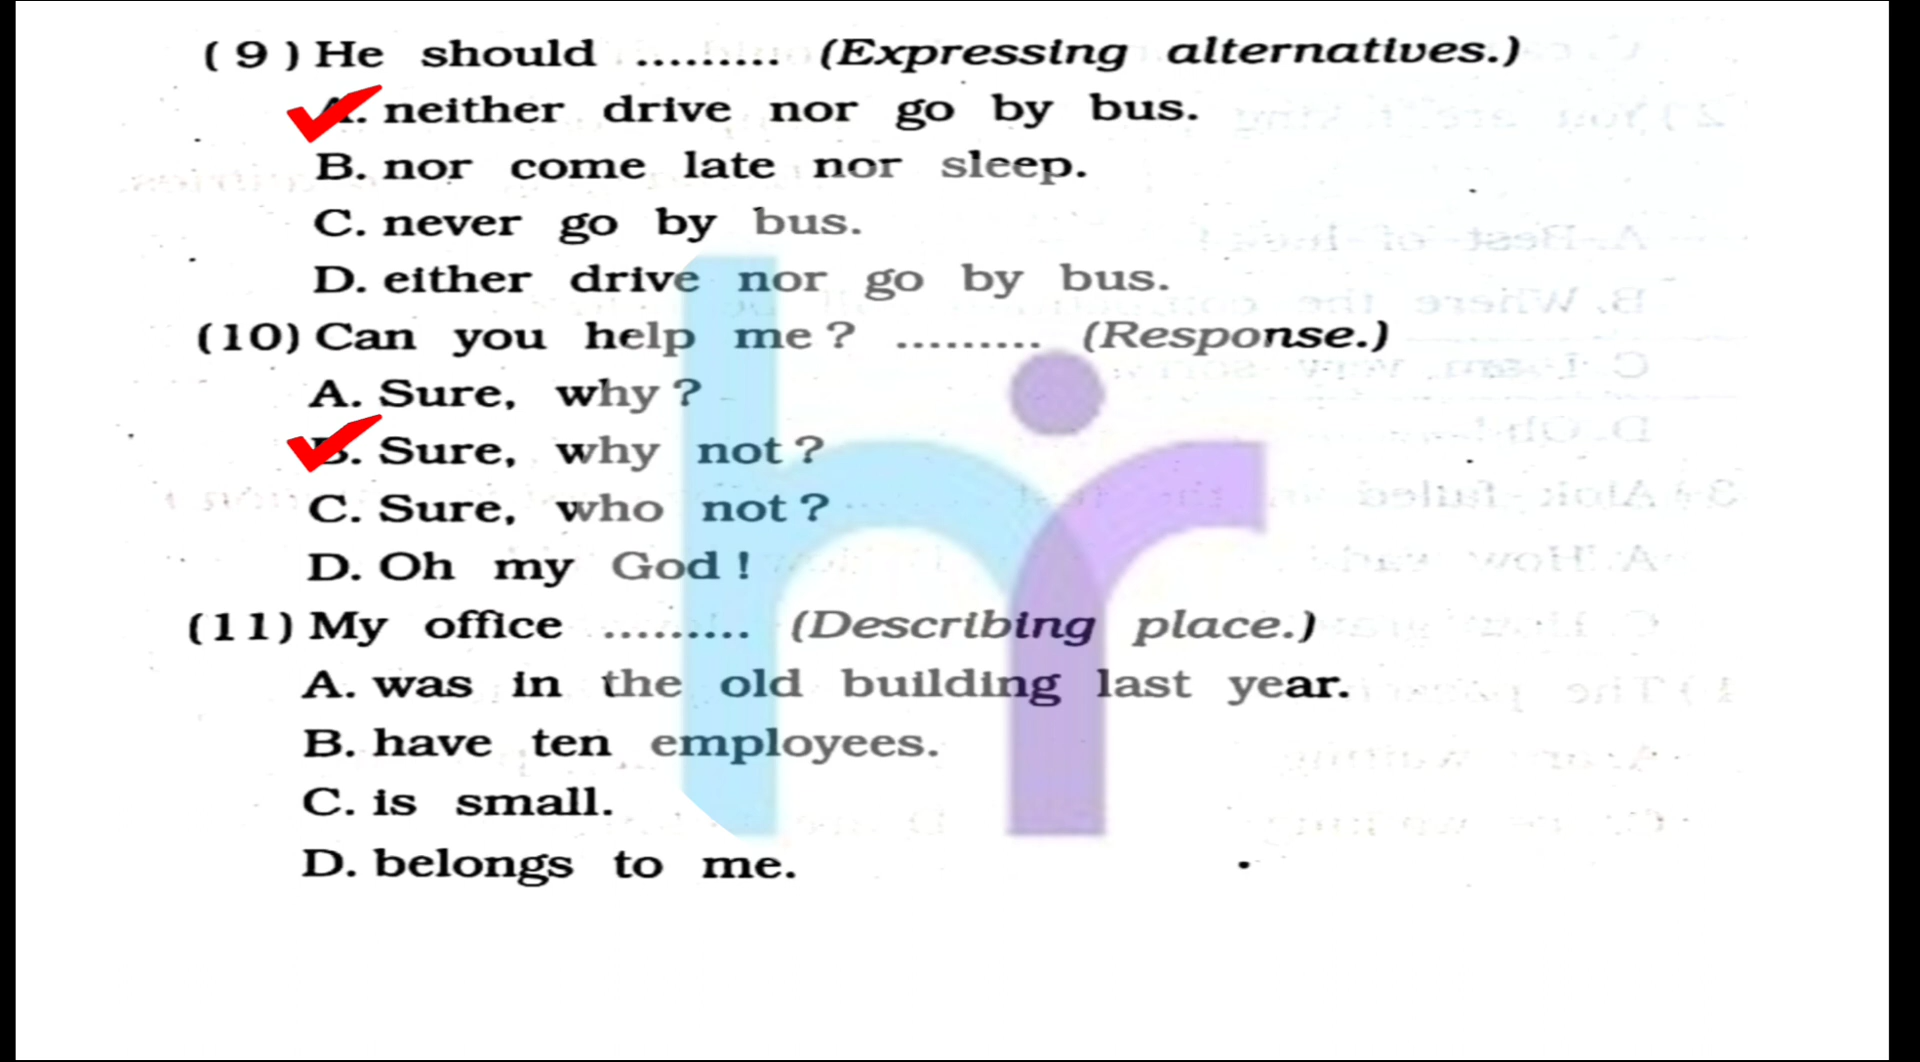 ( 9 ) He should ......... (Expressing alternatives.)
A. neither drive nor go by bus.
B. nor come late nor sleep.
C. never go by bus.
D. either drive nor go by bus.
(10) Can you help me ? ......... (Response.)
A. Sure, why ?
B. Sure, why not ?
C. Sure, who not ?
D. Oh my God !
(11) My office ......... (Describing place.)
A. was in the old building last year.
B. have ten employees.
C. is small.
D. belongs to me.